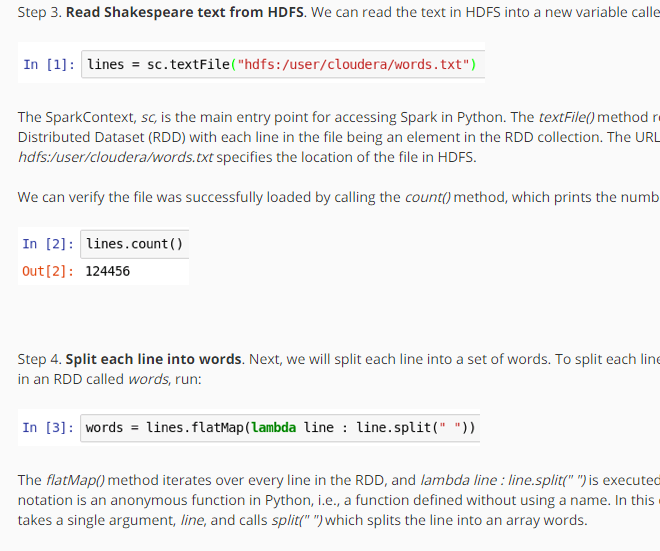 Step 3. Read Shakespeare text from HDFS. We can read the text in HDFS into a new variable calle
In [1]: lines = sc.textFile("hdfs:/user/cloudera/words.txt")
The SparkContext, sc, is the main entry point for accessing Spark in Python. The textFile() method r
Distributed Dataset (RDD) with each line in the file being an element in the RDD collection. The URL
hdfs:/user/cloudera/words.txt specifies the location of the file in HDFS.
We can verify the file was successfully loaded by calling the count() method, which prints the numb
In [2]: lines.count()
Out[2]: 124456
Step 4. Split each line into words. Next, we will split each line into a set of words. To split each line
in an RDD called words, run:
In [3]: words = lines.flatMap(lambda line : line.split(" "))
The flatMap() method iterates over every line in the RDD, and lambda line : line.split(" ") is executed
notation is an anonymous function in Python, i.e., a function defined without using a name. In this
takes a single argument, line, and calls split(" ") which splits the line into an array words.